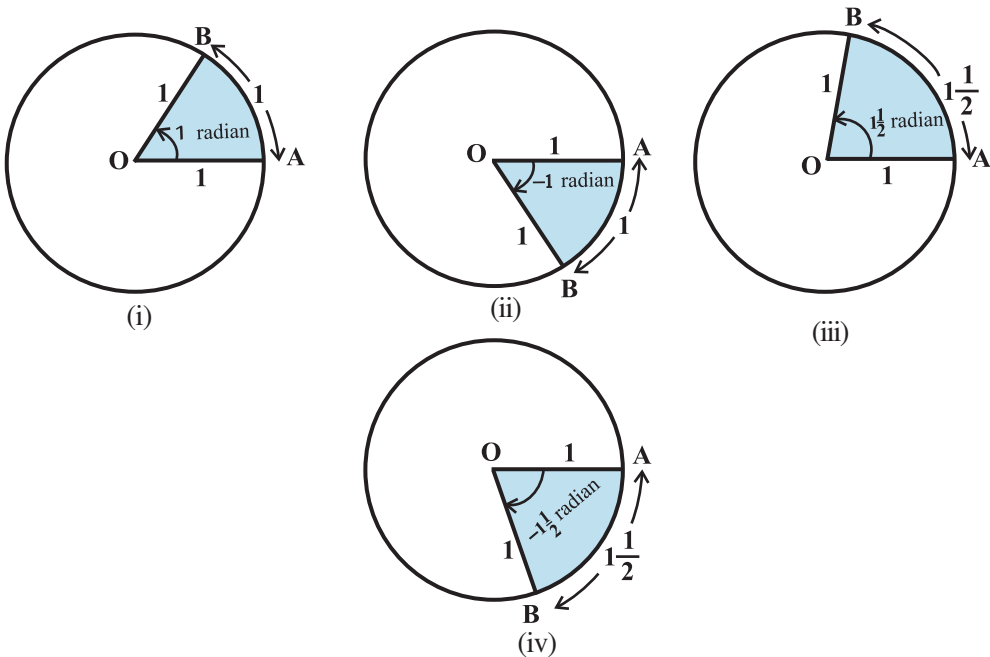 B
1
1
1 radian
O
A
1
(i)
O
1
A
–1 radian
1
1
B
(ii)
B
1
1 1/2
1 1/2 radian
O
A
1
(iii)
O
1
A
–1 1/2 radian
1
1 1/2
B
(iv)